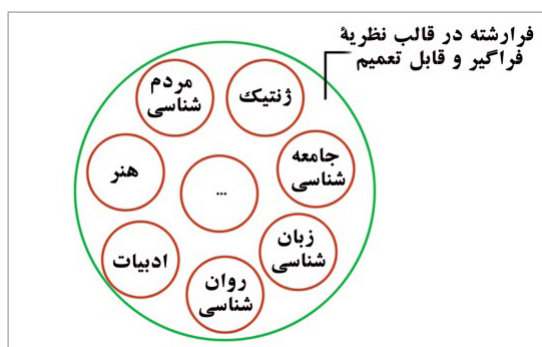 فرارشته در قالب نظریهٔ
فراگیر و قابل تعمیم
مردم
شناسی
ژنتیک
جامعه
شناسی
هنر
...
زبان
شناسی
ادبیات
روان
شناسی